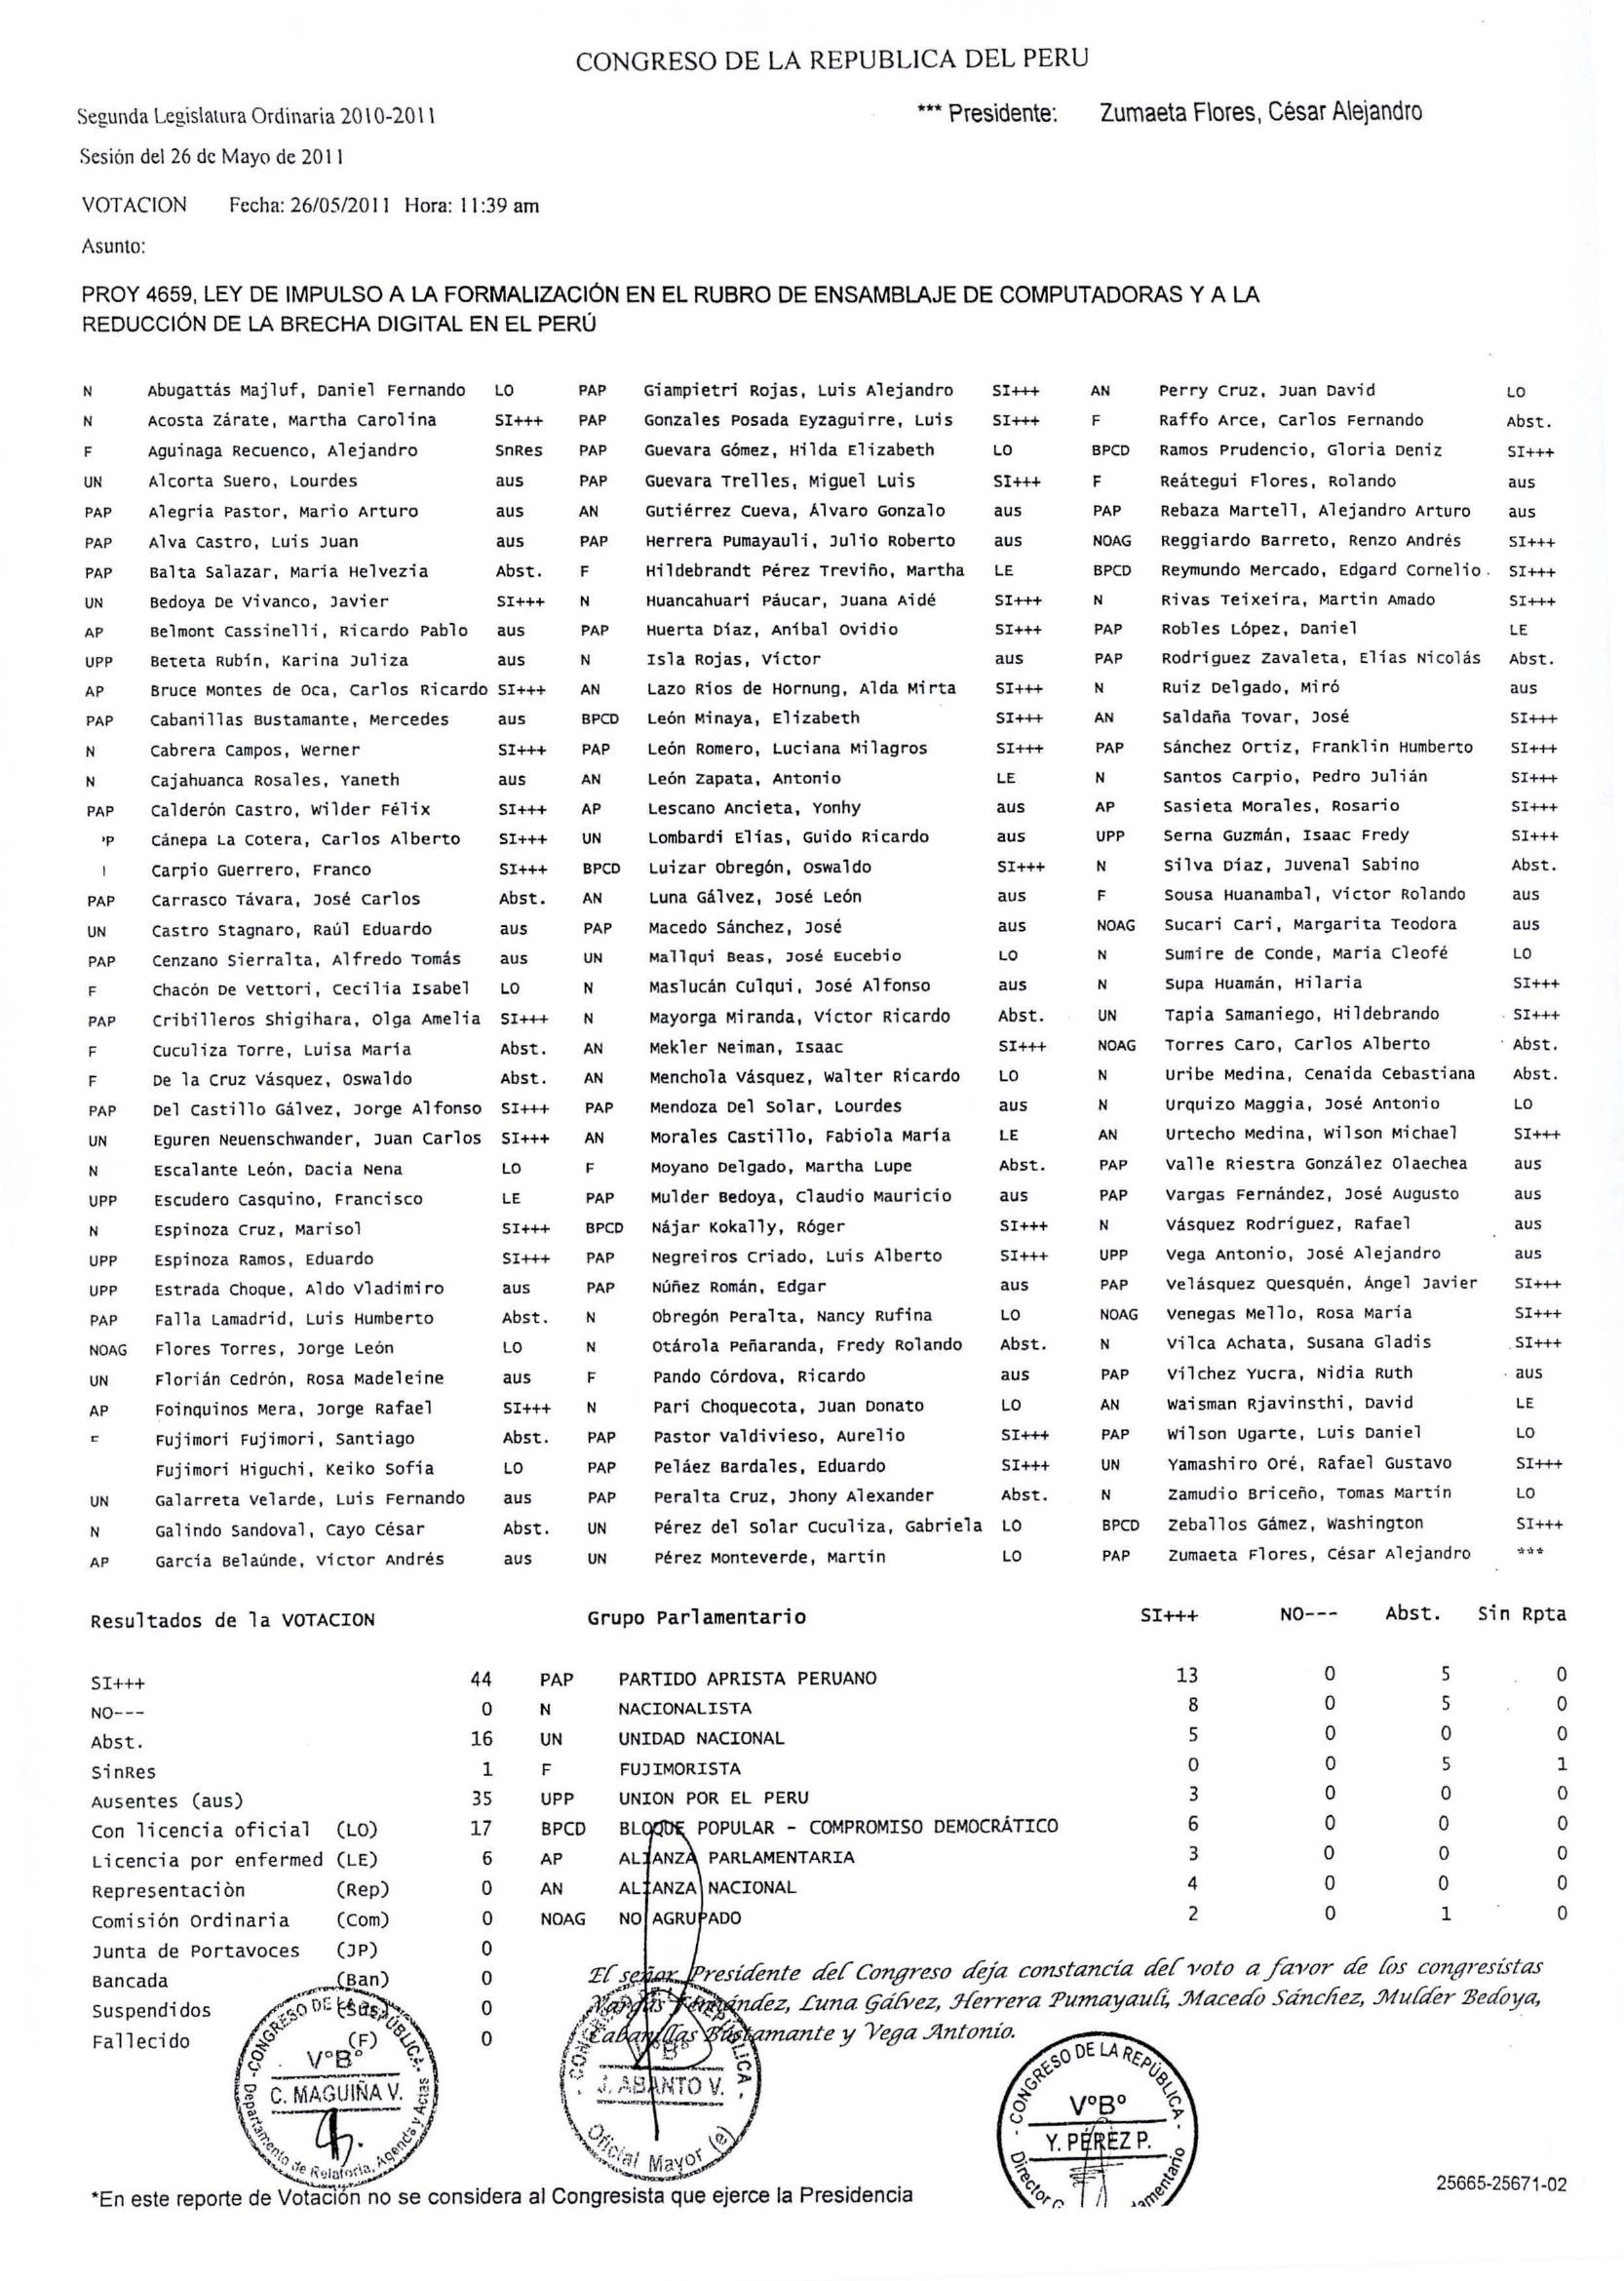 CONGRESO DE LA REPUBLICA DEL PERU
Segunda Legislatura Ordinaria 2010-2011 *** Presidente: Zumaeta Flores, César Alejandro
Sesión del 26 de Mayo de 2011
VOTACION Fecha: 26/05/2011 Hora: 11:39 am
Asunto:
PROY 4659, LEY DE IMPULSO A LA FORMALIZACIÓN EN EL RUBRO DE ENSAMBLAJE DE COMPUTADORAS Y A LA
REDUCCIÓN DE LA BRECHA DIGITAL EN EL PERÚ
N Abugattás Majluf, Daniel Fernando LO PAP Giampietri Rojas, Luis Alejandro SI+++ AN Perry Cruz, Juan David LO
N Acosta Zárate, Martha Carolina SI+++ PAP Gonzales Posada Eyzaguirre, Luis SI+++ F Raffo Arce, Carlos Fernando Abst.
F Aguinaga Recuenco, Alejandro SnRes PAP Guevara Gómez, Hilda Elizabeth LO BPCD Ramos Prudencio, Gloria Deniz SI+++
UN Alcorta Suero, Lourdes aus PAP Guevara Trelles, Miguel Luis SI+++ F Reátegui Flores, Rolando aus
PAP Alegría Pastor, Mario Arturo aus AN Gutiérrez Cueva, Álvaro Gonzalo aus PAP Rebaza Martell, Alejandro Arturo aus
PAP Alva Castro, Luis Juan aus PAP Herrera Pumayauli, Julio Roberto aus NOAG Reggiardo Barreto, Renzo Andrés SI+++
PAP Balta Salazar, María Helvezia Abst. F Hildebrandt Pérez Treviño, Martha LE BPCD Reymundo Mercado, Edgard Cornelio SI+++
UN Bedoya De Vivanco, Javier SI+++ N Huancahuari Páucar, Juana Aidé SI+++ N Rivas Teixeira, Martin Amado SI+++
AP Belmont Cassinelli, Ricardo Pablo aus PAP Huerta Díaz, Aníbal Ovidio SI+++ PAP Robles López, Daniel LE
UPP Beteta Rubín, Karina Juliza aus N Isla Rojas, Víctor aus PAP Rodríguez Zavaleta, Elías Nicolás Abst.
AP Bruce Montes de Oca, Carlos Ricardo SI+++ AN Lazo Ríos de Hornung, Alda Mirta SI+++ N Ruiz Delgado, Miró aus
PAP Cabanillas Bustamante, Mercedes aus BPCD León Minaya, Elizabeth SI+++ AN Saldaña Tovar, José SI+++
N Cabrera Campos, Werner SI+++ PAP León Romero, Luciana Milagros SI+++ PAP Sánchez Ortiz, Franklin Humberto SI+++
N Cajahuanca Rosales, Yaneth aus AN León Zapata, Antonio LE N Santos Carpio, Pedro Julián SI+++
PAP Calderón Castro, Wilder Félix SI+++ AP Lescano Ancieta, Yonhy aus AP Sasieta Morales, Rosario SI+++
P Cánepa La Cotera, Carlos Alberto SI+++ UN Lombardi Elías, Guido Ricardo aus UPP Serna Guzmán, Isaac Fredy SI+++
Carpio Guerrero, Franco SI+++ BPCD Luizar Obregón, Oswaldo SI+++ N Silva Díaz, Juvenal Sabino Abst.
PAP Carrasco Távara, José Carlos Abst. AN Luna Gálvez, José León aus F Sousa Huanambal, Víctor Rolando aus
UN Castro Stagnaro, Raúl Eduardo aus PAP Macedo Sánchez, José aus NOAG Sucari Cari, Margarita Teodora aus
PAP Cenzano Sierralta, Alfredo Tomás aus UN Mallqui Beas, José Eucebio LO N Sumire de Conde, María Cleofé LO
F Chacón De Vettori, Cecilia Isabel LO N Maslucán Culqui, José Alfonso aus N Supa Huamán, Hilaria SI+++
PAP Cribilleros Shigihara, Olga Amelia SI+++ N Mayorga Miranda, Víctor Ricardo Abst. UN Tapia Samaniego, Hildebrando SI+++
F Cuculiza Torre, Luisa María Abst. AN Mekler Neiman, Isaac SI+++ NOAG Torres Caro, Carlos Alberto Abst.
F De la Cruz Vásquez, Oswaldo Abst. AN Menchola Vásquez, Walter Ricardo LO N Uribe Medina, Cenaida Cebastiana Abst.
PAP Del Castillo Gálvez, Jorge Alfonso SI+++ PAP Mendoza Del Solar, Lourdes aus N Urquizo Maggia, José Antonio LO
UN Eguren Neuenschwander, Juan Carlos SI+++ AN Morales Castillo, Fabiola María LE AN Urtecho Medina, Wilson Michael SI+++
N Escalante León, Dacia Nena LO F Moyano Delgado, Martha Lupe Abst. PAP Valle Riestra González Olaechea aus
UPP Escudero Casquino, Francisco LE PAP Mulder Bedoya, Claudio Mauricio aus PAP Vargas Fernández, José Augusto aus
N Espinoza Cruz, Marisol SI+++ BPCD Nájar Kokally, Róger SI+++ N Vásquez Rodríguez, Rafael aus
UPP Espinoza Ramos, Eduardo SI+++ PAP Negreiros Criado, Luis Alberto SI+++ UPP Vega Antonio, José Alejandro aus
UPP Estrada Choque, Aldo Vladimiro aus PAP Núñez Román, Edgar aus PAP Velásquez Quesquén, Ángel Javier SI+++
PAP Falla Lamadrid, Luis Humberto Abst. N Obregón Peralta, Nancy Rufina LO NOAG Venegas Mello, Rosa María SI+++
NOAG Flores Torres, Jorge León LO N Otárola Peñaranda, Fredy Rolando Abst. N Vilca Achata, Susana Gladis SI+++
UN Florián Cedrón, Rosa Madeleine aus F Pando Córdova, Ricardo aus PAP Vílchez Yucra, Nidia Ruth aus
AP Foinquinos Mera, Jorge Rafael SI+++ N Pari Choquecota, Juan Donato LO AN Waisman Rjavinsthi, David LE
F Fujimori Fujimori, Santiago Abst. PAP Pastor Valdivieso, Aurelio SI+++ PAP Wilson Ugarte, Luis Daniel LO
Fujimori Higuchi, Keiko Sofía LO PAP Peláez Bardales, Eduardo SI+++ UN Yamashiro Oré, Rafael Gustavo SI+++
UN Galarreta Velarde, Luis Fernando aus PAP Peralta Cruz, Jhony Alexander Abst. N Zamudio Briceño, Tomas Martín LO
N Galindo Sandoval, Cayo César Abst. UN Pérez del Solar Cuculiza, Gabriela LO BPCD Zeballos Gámez, Washington SI+++
AP García Belaúnde, Víctor Andrés aus UN Pérez Monteverde, Martín LO PAP Zumaeta Flores, César Alejandro ***
Resultados de la VOTACION Grupo Parlamentario SI+++ NO--- Abst. Sin Rpta
SI+++ 44 PAP PARTIDO APRISTA PERUANO 13 0 5 0
NO--- 0 N NACIONALISTA 8 0 5 0
Abst. 16 UN UNIDAD NACIONAL 5 0 0 0
SinRes 1 F FUJIMORISTA 0 0 5 1
Ausentes (aus) 35 UPP UNION POR EL PERU 3 0 0 0
Con licencia oficial (LO) 17 BPCD BLOQUE POPULAR - COMPROMISO DEMOCRÁTICO 6 0 0 0
Licencia por enfermed (LE) 6 AP ALIANZA PARLAMENTARIA 3 0 0 0
Representaciòn (Rep) 0 AN ALIANZA NACIONAL 4 0 0 0
Comisión Ordinaria (Com) 0 NOAG NO AGRUPADO 2 0 1 0
Junta de Portavoces (JP) 0
Bancada (Ban) 0
Suspendidos (Sus) 0
Fallecido (F) 0
El señor Presidente del Congreso deja constancia del voto a favor de los congresistas
Vargas Fernández, Luna Gálvez, Herrera Pumayauli, Macedo Sánchez, Mulder Bedoya,
Cabanillas Bustamante y Vega Antonio.
CONGRESO DE LA REPÚBLICA
V°B°
C. MAGUIÑA V.
Departamento de Relatoria, Agenda y Actas
CONGRESO DE LA REPÚBLICA
V°B°
J. ABANTO V.
Oficial Mayor (e)
CONGRESO DE LA REPÚBLICA
V°B°
Y. PÉREZ P.
Director
*En este reporte de Votación no se considera al Congresista que ejerce la Presidencia
25665-25671-02